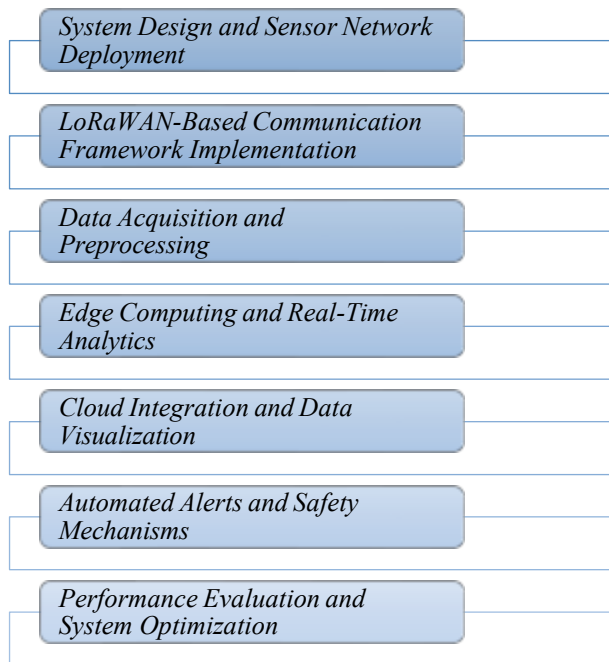 System Design and Sensor Network
Deployment
LoRaWAN-Based Communication
Framework Implementation
Data Acquisition and
Preprocessing
Edge Computing and Real-Time
Analytics
Cloud Integration and Data
Visualization
Automated Alerts and Safety
Mechanisms
Performance Evaluation and
System Optimization